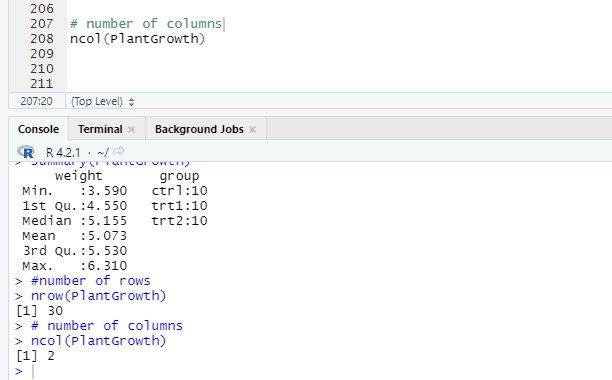 206
207 # number of columns
208 ncol(PlantGrowth)
209
210
211
207:20 (Top Level)
Console Terminal Background Jobs
R R 4.2.1 · ~/
> summary(PlantGrowth)
weight group
Min. :3.590 ctrl:10
1st Qu.:4.550 trt1:10
Median :5.155 trt2:10
Mean :5.073
3rd Qu.:5.530
Max. :6.310
> #number of rows
> nrow(PlantGrowth)
[1] 30
> # number of columns
> ncol(PlantGrowth)
[1] 2
>